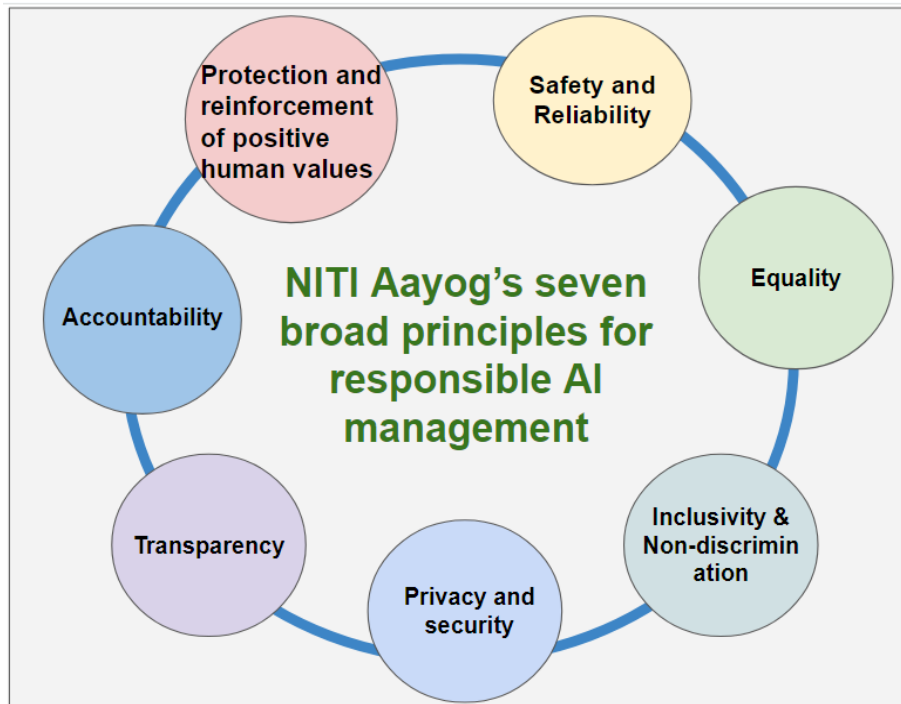 Protection and
reinforcement
of positive
human values
Safety and
Reliability
Equality
Inclusivity &
Non-discrimin
ation
Privacy and
security
Transparency
Accountability
NITI Aayog’s seven
broad principles for
responsible AI
management